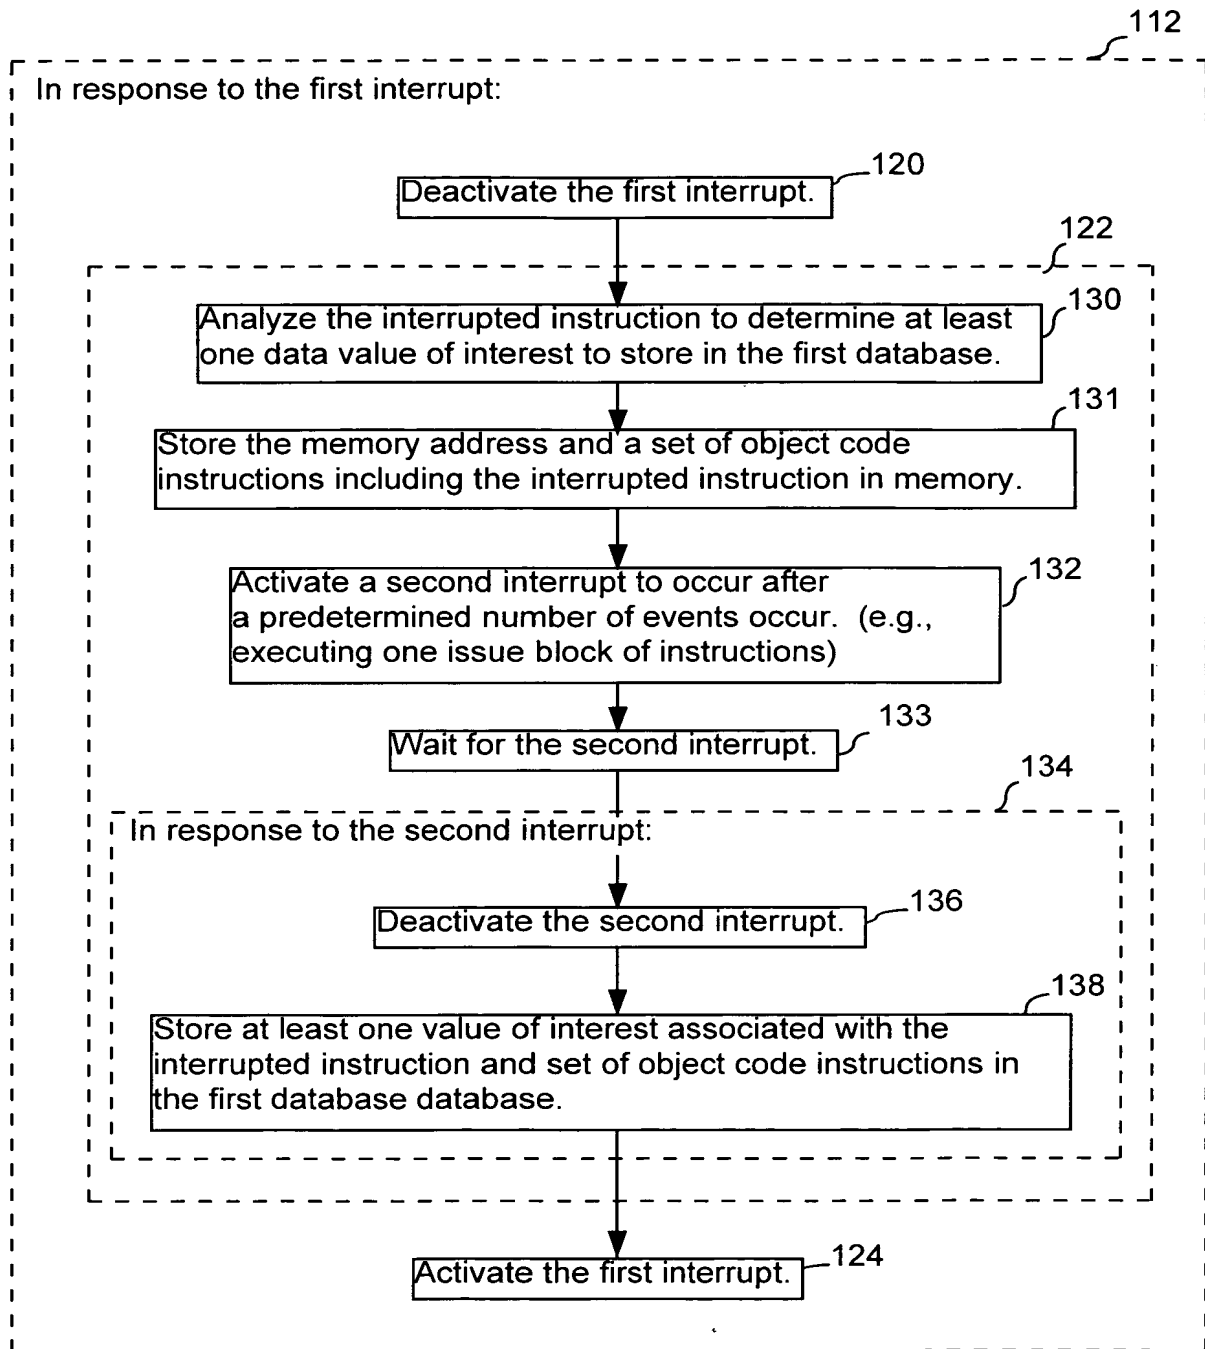 112
In response to the first interrupt:
120
Deactivate the first interrupt.
122
130
Analyze the interrupted instruction to determine at least
one data value of interest to store in the first database.
131
Store the memory address and a set of object code
instructions including the interrupted instruction in memory.
132
Activate a second interrupt to occur after
a predetermined number of events occur. (e.g.,
executing one issue block of instructions)
133
Wait for the second interrupt.
134
In response to the second interrupt:
136
Deactivate the second interrupt.
138
Store at least one value of interest associated with the
interrupted instruction and set of object code instructions in
the first database database.
124
Activate the first interrupt.